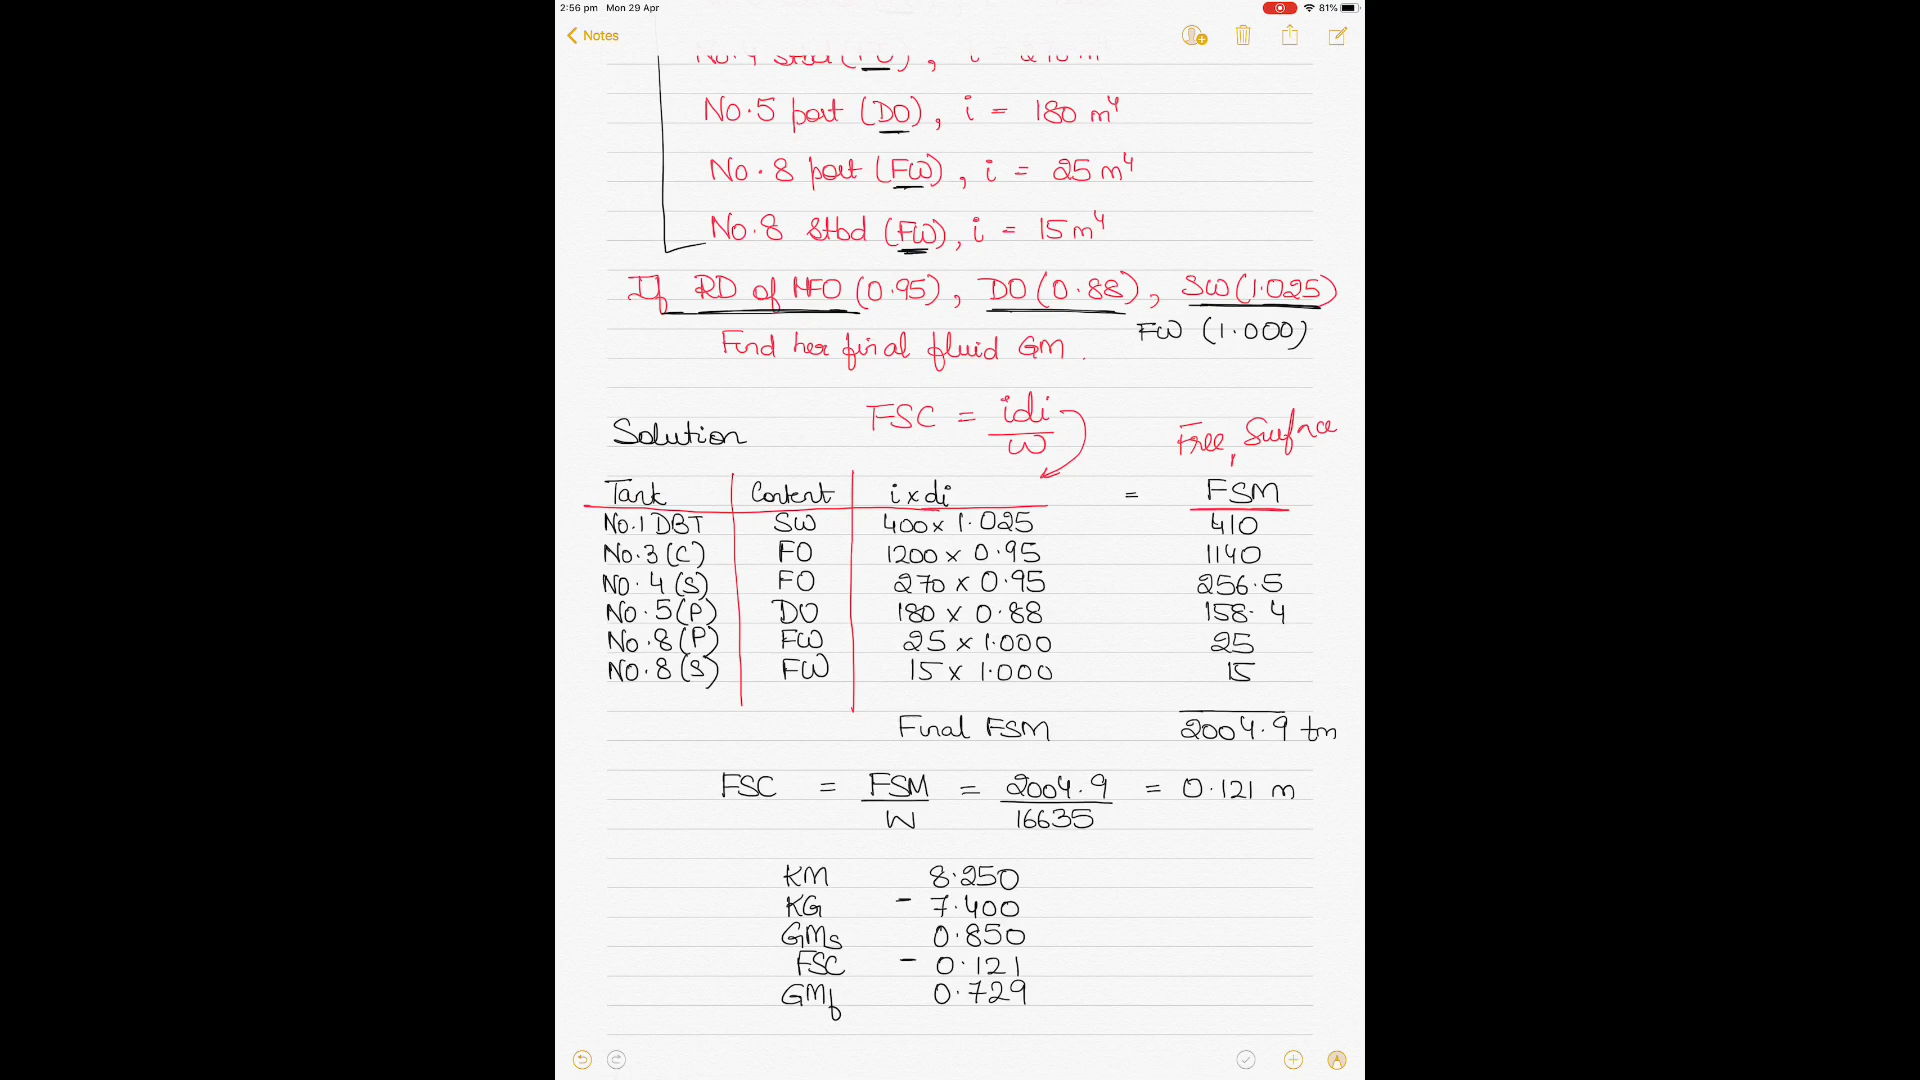 2:56 pm Mon 29 Apr 81%
Notes
No.4 Stbd (FO), i
No.5 port (DO), i = 180 m⁴
No.8 port (FW), i = 25 m⁴
No.8 Stbd (FW), i = 15 m⁴
If RD of HFO (0.95), DO (0.88), SW (1.025)
FW (1.000)
Find her final fluid GM.
FSC = idi / W
Solution
Free Surface
Tank Content i x di = FSM
No.1 DBT SW 400 x 1.025 410
No.3 (C) FO 1200 x 0.95 1140
No.4 (S) FO 270 x 0.95 256.5
No.5 (P) DO 180 x 0.88 158.4
No.8 (P) FW 25 x 1.000 25
No.8 (S) FW 15 x 1.000 15
Final FSM 2004.9 tm
FSC = FSM / W = 2004.9 / 16635 = 0.121 m
KM 8.250
KG - 7.400
GMs 0.850
FSC - 0.121
GMf 0.729